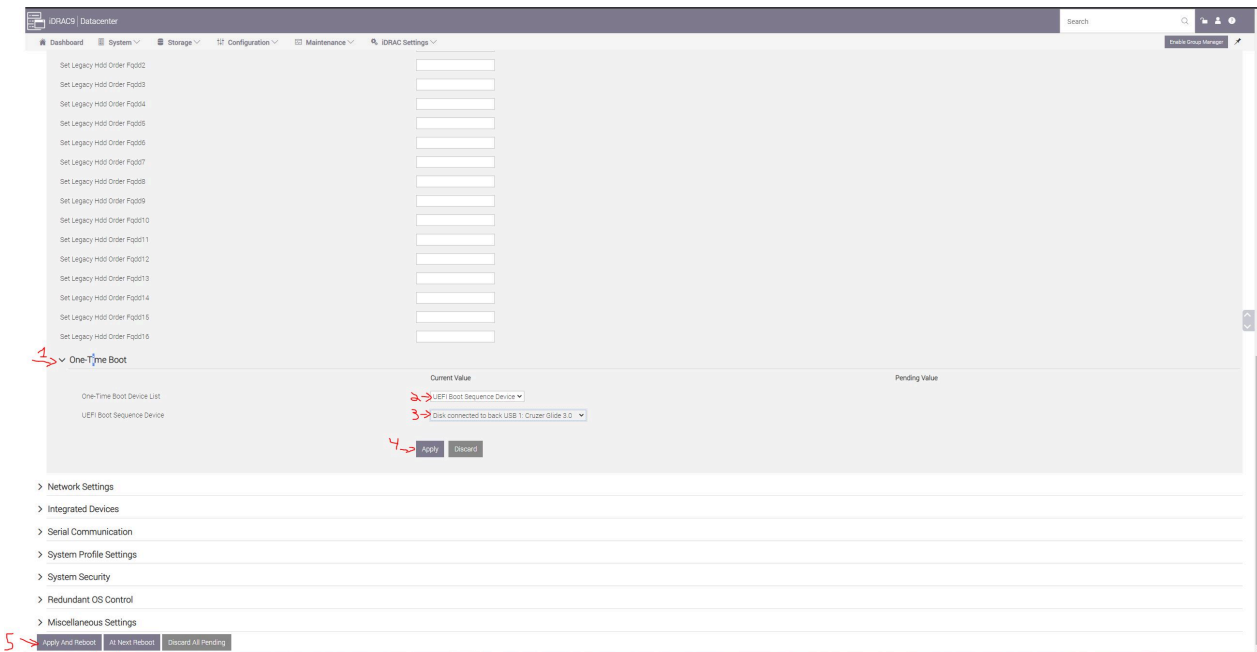 iDRAC9 | Datacenter
Search
Dashboard System Storage Configuration Maintenance iDRAC Settings
Enable Group Manager
Set Legacy Hdd Order Fqdd2
Set Legacy Hdd Order Fqdd3
Set Legacy Hdd Order Fqdd4
Set Legacy Hdd Order Fqdd5
Set Legacy Hdd Order Fqdd6
Set Legacy Hdd Order Fqdd7
Set Legacy Hdd Order Fqdd8
Set Legacy Hdd Order Fqdd9
Set Legacy Hdd Order Fqdd10
Set Legacy Hdd Order Fqdd11
Set Legacy Hdd Order Fqdd12
Set Legacy Hdd Order Fqdd13
Set Legacy Hdd Order Fqdd14
Set Legacy Hdd Order Fqdd15
Set Legacy Hdd Order Fqdd16
1 One-Time Boot
Current Value Pending Value
One-Time Boot Device List 2 UEFI Boot Sequence Device
UEFI Boot Sequence Device 3 Disk connected to back USB 1: Cruzer Glide 3.0
4 Apply Discard
Network Settings
Integrated Devices
Serial Communication
System Profile Settings
System Security
Redundant OS Control
Miscellaneous Settings
5 Apply And Reboot At Next Reboot Discard All Pending